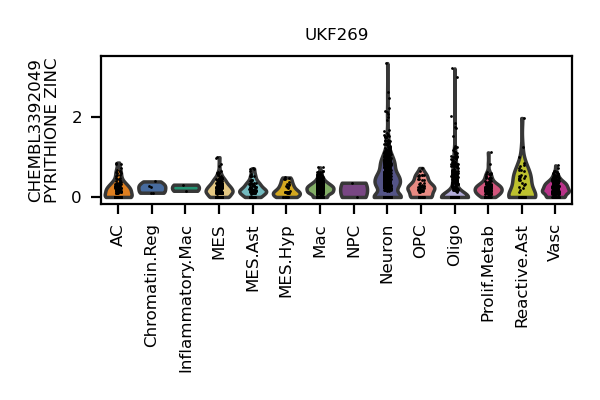 UKF269
CHEMBL3392049
PYRITHIONE ZINC
2
0
AC
Chromatin.Reg
Inflammatory.Mac
MES
MES.Ast
MES.Hyp
Mac
NPC
Neuron
OPC
Oligo
Prolif.Metab
Reactive.Ast
Vasc